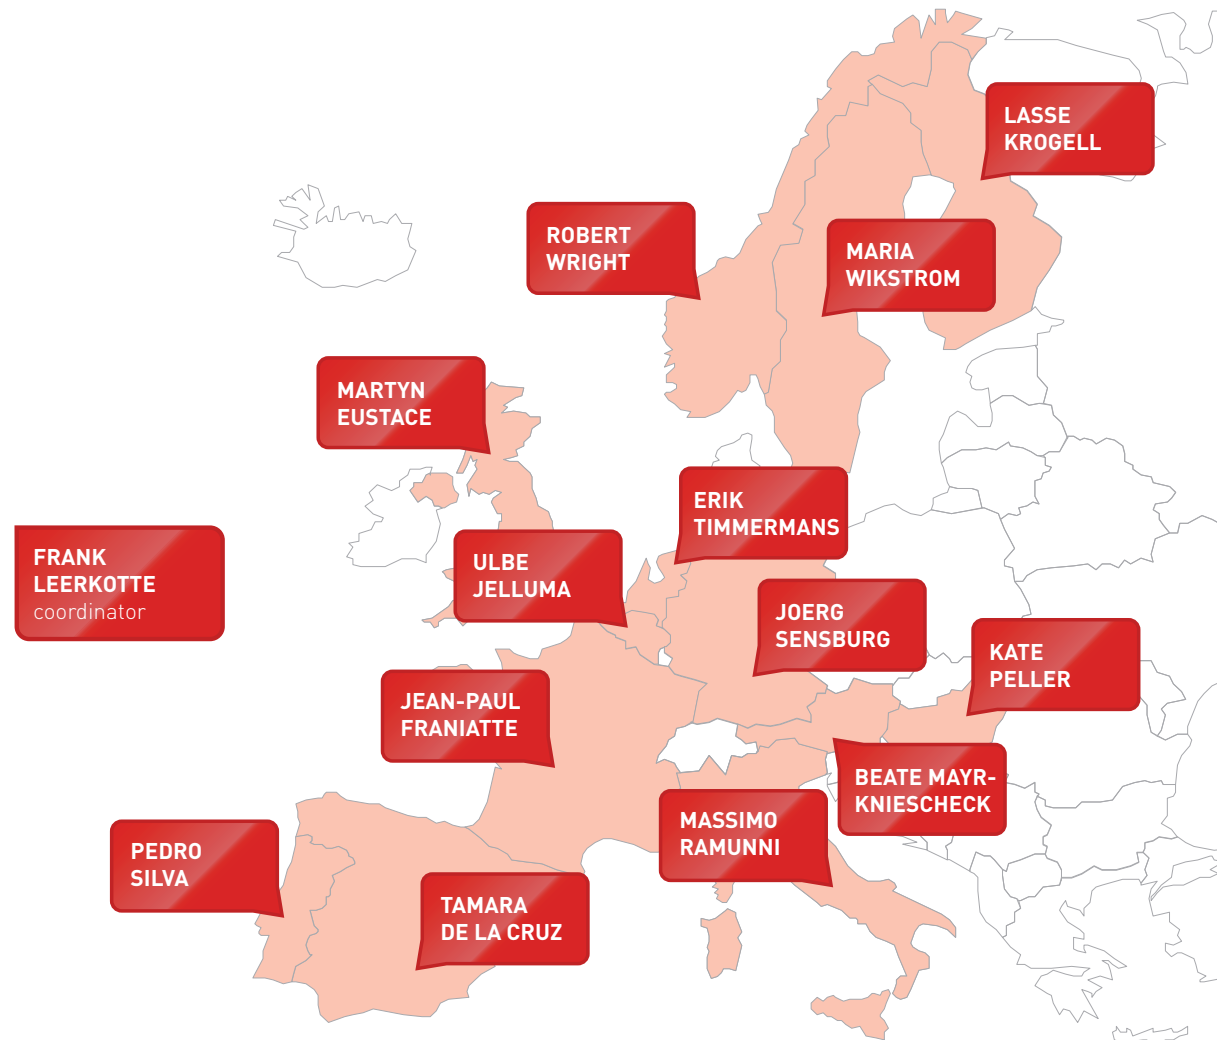 LASSE
KROGELL
ROBERT
WRIGHT
MARIA
WIKSTROM
MARTYN
EUSTACE
ERIK
TIMMERMANS
FRANK
LEERKOTTE
coordinator
ULBE
JELLUMA
JOERG
SENSBURG
KATE
PELLER
JEAN-PAUL
FRANIATTE
BEATE MAYR-
KNIESCHECK
MASSIMO
RAMUNNI
PEDRO
SILVA
TAMARA
DE LA CRUZ